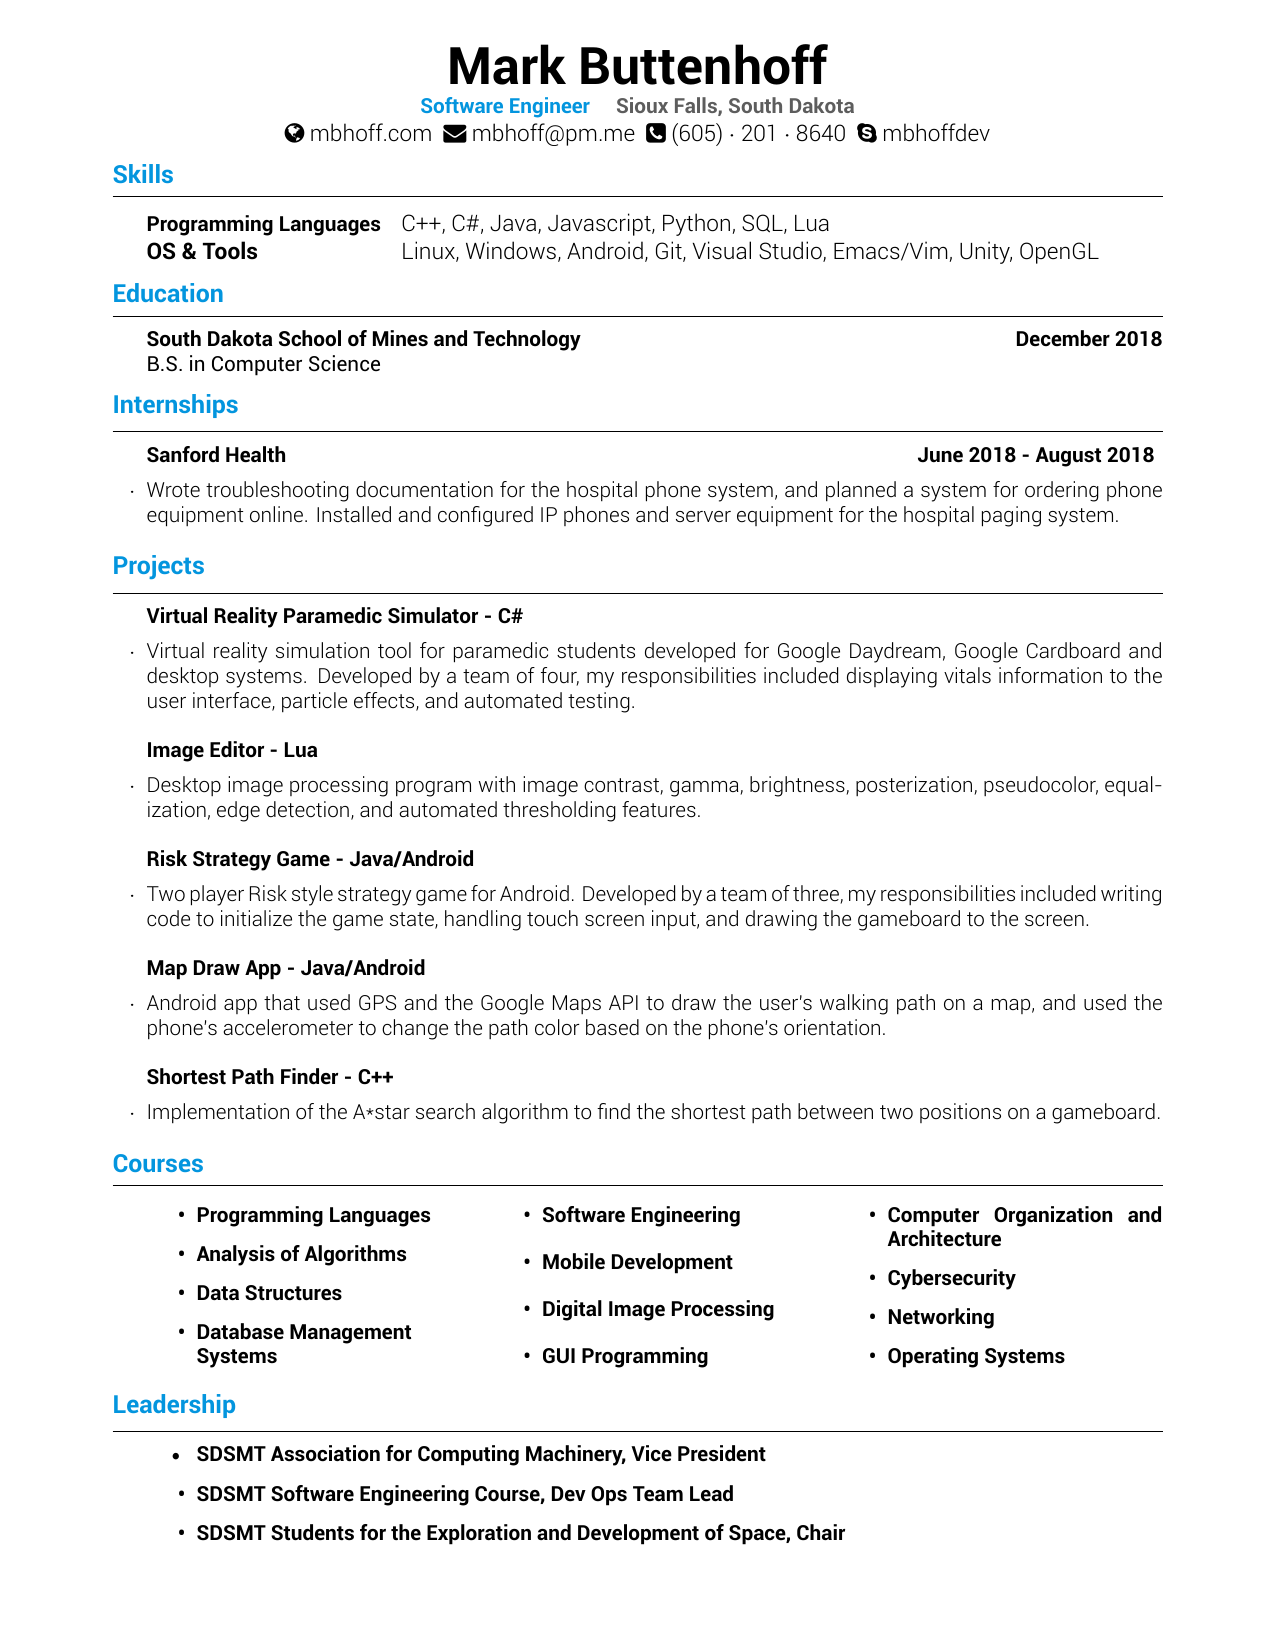 Mark Buttenhoff
Software Engineer Sioux Falls, South Dakota
mbhoff.com mbhoff@pm.me (605) · 201 · 8640 mbhoffdev
Skills
Programming Languages C++, C#, Java, Javascript, Python, SQL, Lua
OS & Tools Linux, Windows, Android, Git, Visual Studio, Emacs/Vim, Unity, OpenGL
Education
South Dakota School of Mines and Technology December 2018
B.S. in Computer Science
Internships
Sanford Health June 2018 - August 2018
· Wrote troubleshooting documentation for the hospital phone system, and planned a system for ordering phone
equipment online. Installed and configured IP phones and server equipment for the hospital paging system.
Projects
Virtual Reality Paramedic Simulator - C#
· Virtual reality simulation tool for paramedic students developed for Google Daydream, Google Cardboard and
desktop systems. Developed by a team of four, my responsibilities included displaying vitals information to the
user interface, particle effects, and automated testing.
Image Editor - Lua
· Desktop image processing program with image contrast, gamma, brightness, posterization, pseudocolor, equal-
ization, edge detection, and automated thresholding features.
Risk Strategy Game - Java/Android
· Two player Risk style strategy game for Android. Developed by a team of three, my responsibilities included writing
code to initialize the game state, handling touch screen input, and drawing the gameboard to the screen.
Map Draw App - Java/Android
· Android app that used GPS and the Google Maps API to draw the user's walking path on a map, and used the
phone's accelerometer to change the path color based on the phone's orientation.
Shortest Path Finder - C++
· Implementation of the A*star search algorithm to find the shortest path between two positions on a gameboard.
Courses
• Programming Languages
• Analysis of Algorithms
• Data Structures
• Database Management
Systems
• Software Engineering
• Mobile Development
• Digital Image Processing
• GUI Programming
• Computer Organization and
Architecture
• Cybersecurity
• Networking
• Operating Systems
Leadership
• SDSMT Association for Computing Machinery, Vice President
• SDSMT Software Engineering Course, Dev Ops Team Lead
• SDSMT Students for the Exploration and Development of Space, Chair